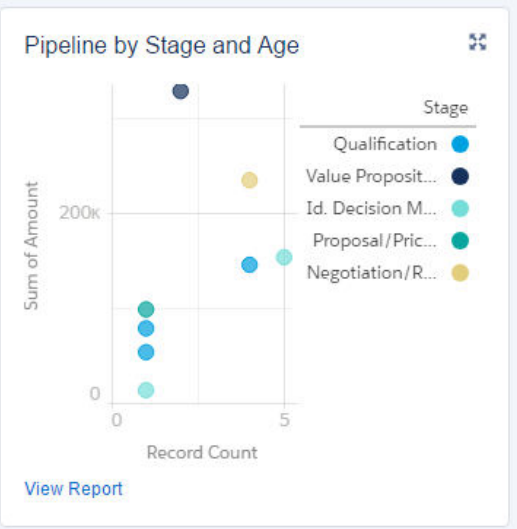 Pipeline by Stage and Age
Stage
Qualification
Value Proposit...
Id. Decision M...
Proposal/Pric...
Negotiation/R...
Sum of Amount
200K
0
0
5
Record Count
View Report